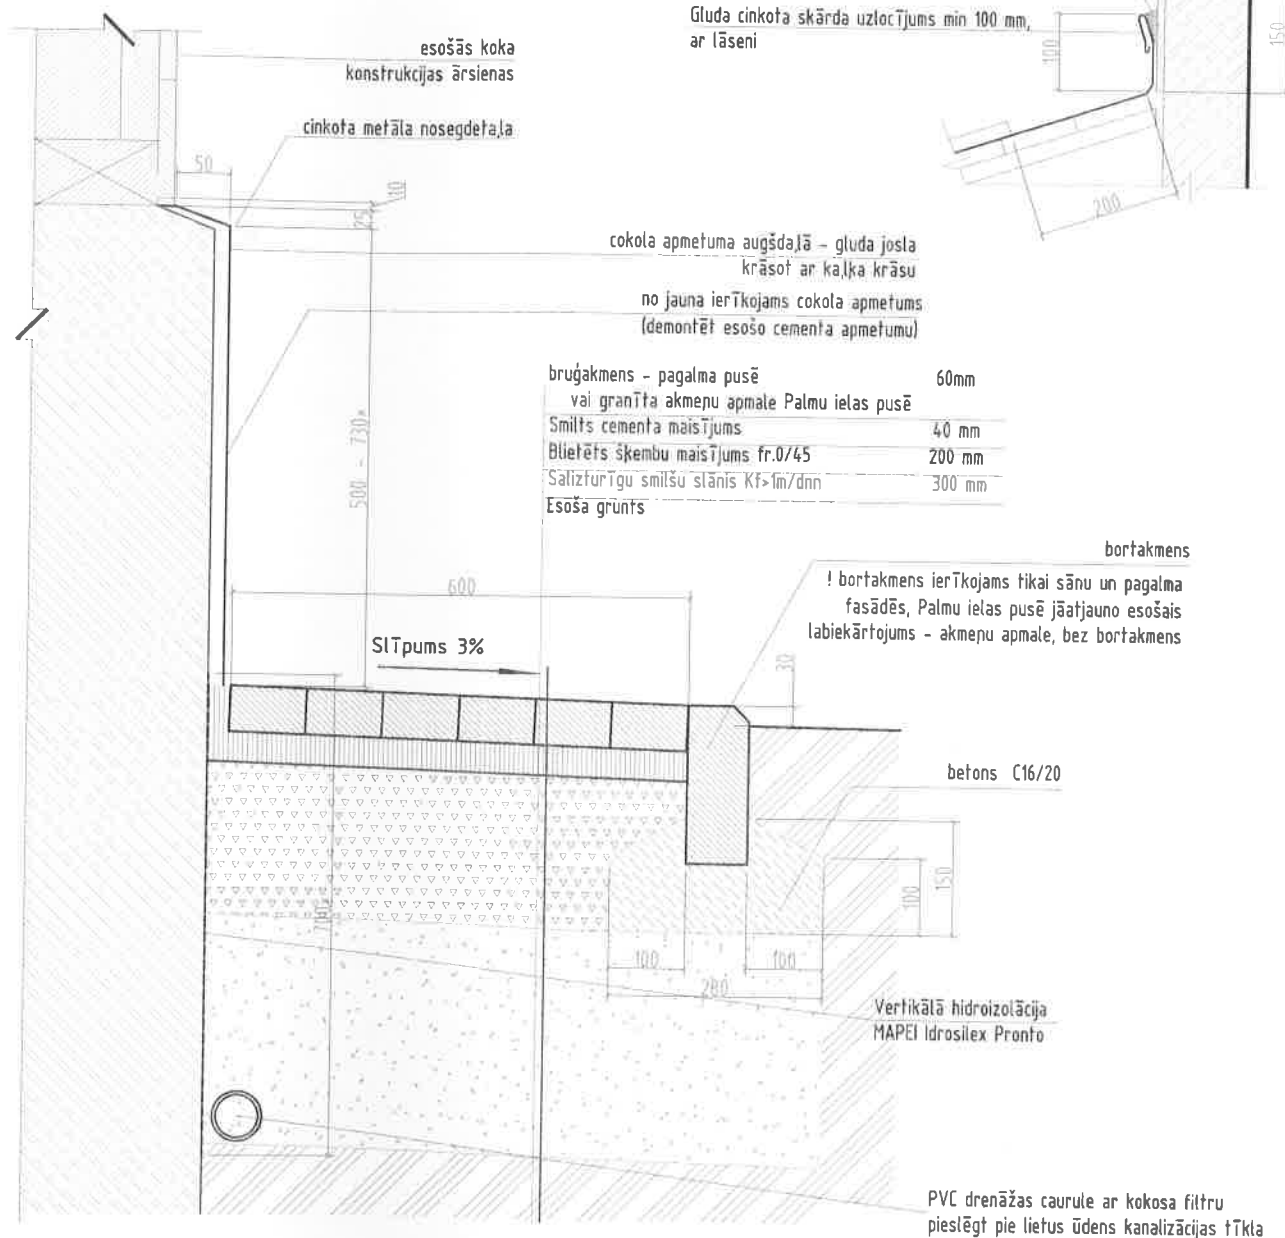 Gluda cinkota skārda uzlocījums min 100 mm,
ar lāseni
100
150
200
esošās koka
konstrukcijas ārsienas
cinkota metāla nosegdetaļa
50
10
25
cokola apmetuma augšdaļā - gluda josla
krāsot ar kaļķa krāsu
no jauna ierīkojams cokola apmetums
(demontēt esošo cementa apmetumu)
500 - 730*
bruģakmens - pagalma pusē 60mm
vai granīta akmeņu apmale Palmu ielas pusē
Smilts cementa maisījums 40 mm
Blietēts šķembu maisījums fr.0/45 200 mm
Salizturīgu smilšu slānis Kf>1m/dnn 300 mm
Esoša grunts
bortakmens
! bortakmens ierīkojams tikai sānu un pagalma
fasādēs, Palmu ielas pusē jāatjauno esošais
labiekārtojums - akmeņu apmale, bez bortakmens
600
Slīpums 3%
30
betons C16/20
700
100
150
100
100
280
Vertikālā hidroizolācija
MAPEI Idrosilex Pronto
PVC drenāžas caurule ar kokosa filtru
pieslēgt pie lietus ūdens kanalizācijas tīkla